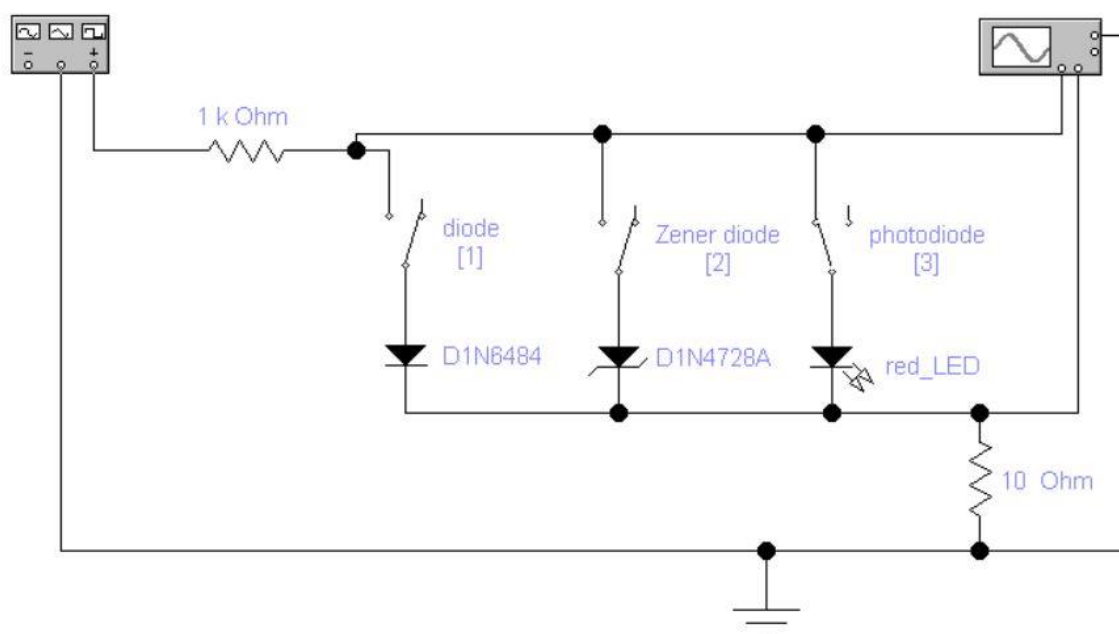 1 k Ohm
diode
[1]
Zener diode
[2]
photodiode
[3]
D1N6484
D1N4728A
red_LED
10 Ohm